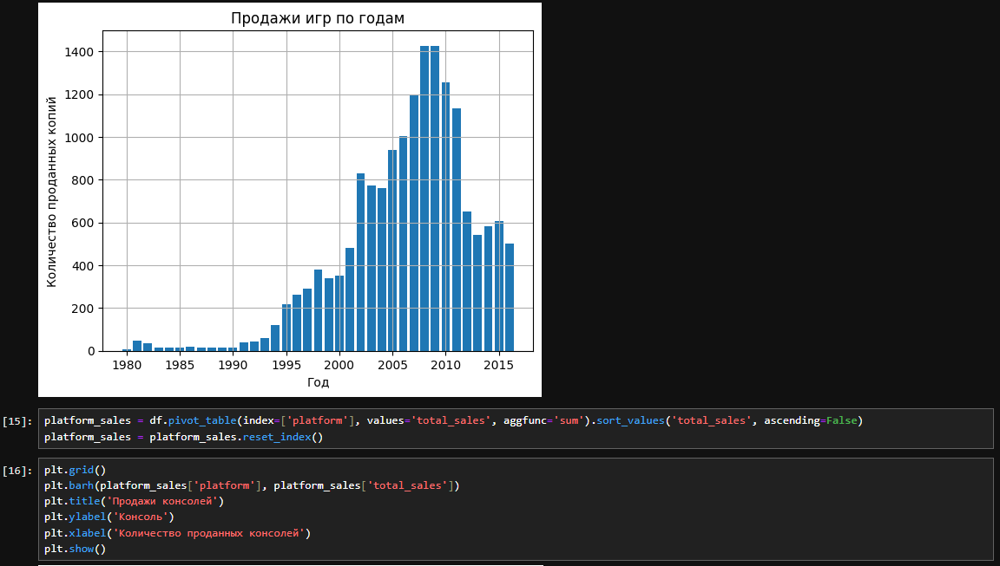 Продажи игр по годам
1400
1200
1000
800
600
400
200
0
Количество проданных копий
1980 1985 1990 1995 2000 2005 2010 2015
Год
[15]: platform_sales = df.pivot_table(index=['platform'], values='total_sales', aggfunc='sum').sort_values('total_sales', ascending=False)
platform_sales = platform_sales.reset_index()
[16]: plt.grid()
plt.barh(platform_sales['platform'], platform_sales['total_sales'])
plt.title('Продажи консолей')
plt.ylabel('Консоль')
plt.xlabel('Количество проданных консолей')
plt.show()